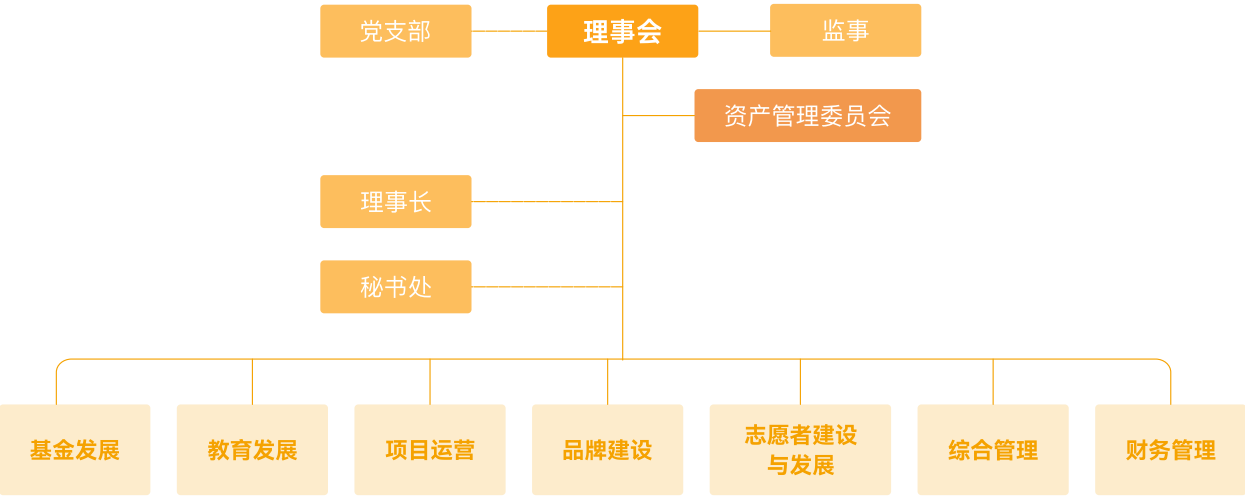 党支部
理事会
监事
资产管理委员会
理事长
秘书处
基金发展
教育发展
项目运营
品牌建设
志愿者建设
与发展
综合管理
财务管理